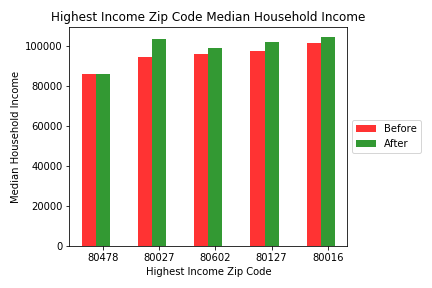 Highest Income Zip Code Median Household Income
100000
80000
60000
40000
20000
0
Median Household Income
80478 80027 80602 80127 80016
Highest Income Zip Code
Before
After